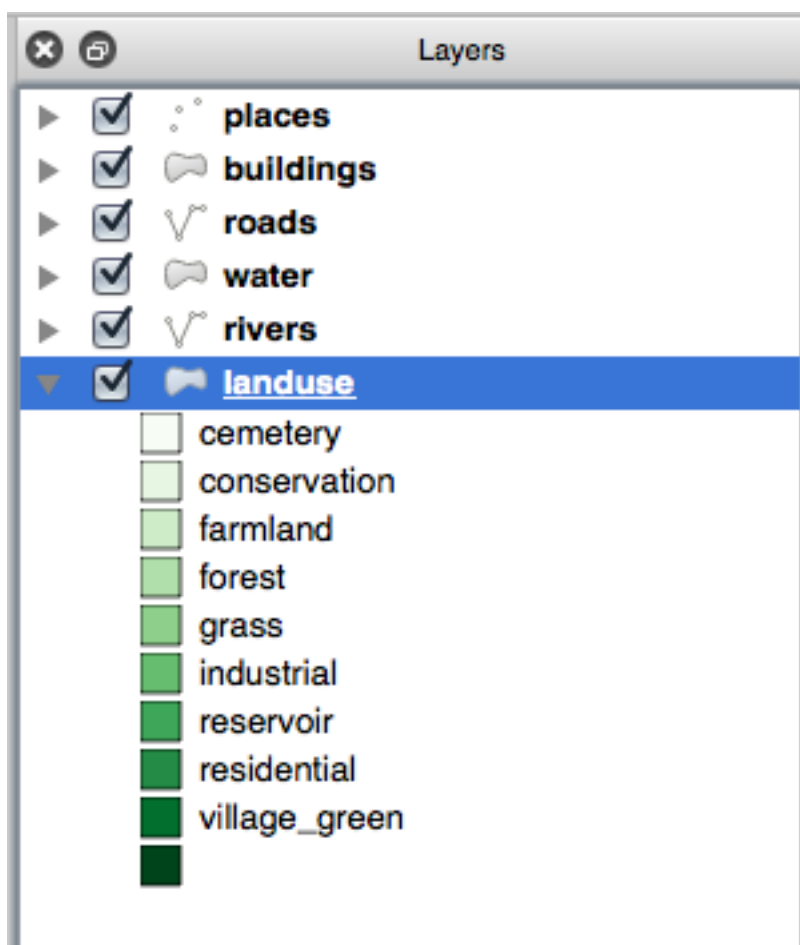 Layers
places
buildings
roads
water
rivers
landuse
cemetery
conservation
farmland
forest
grass
industrial
reservoir
residential
village_green